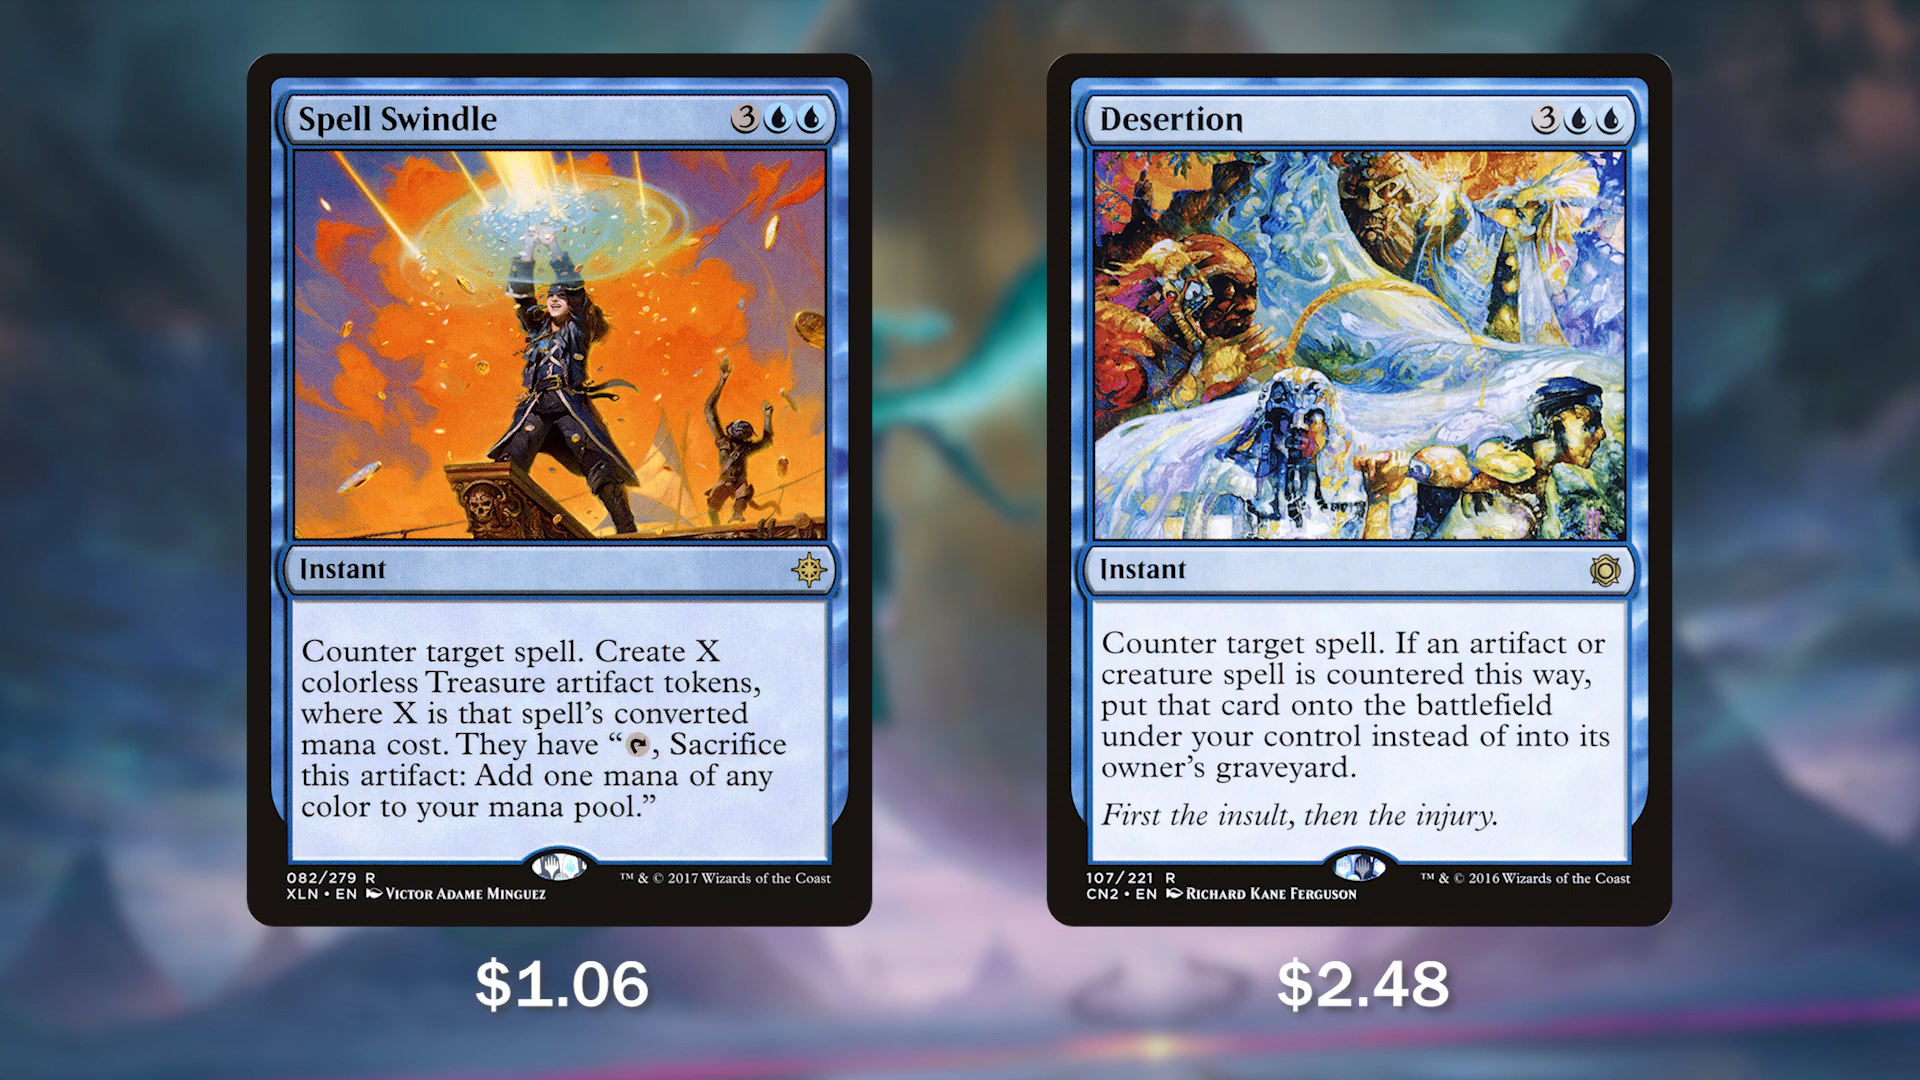 Spell Swindle
3
Instant
Counter target spell. Create X
colorless Treasure artifact tokens,
where X is that spell's converted
mana cost. They have “, Sacrifice
this artifact: Add one mana of any
color to your mana pool.”
082/279 R
XLN • EN VICTOR ADAME MINGUEZ
™ & © 2017 Wizards of the Coast
$1.06
Desertion
3
Instant
Counter target spell. If an artifact or
creature spell is countered this way,
put that card onto the battlefield
under your control instead of into its
owner's graveyard.
First the insult, then the injury.
107/221 R
CN2 • EN RICHARD KANE FERGUSON
™ & © 2016 Wizards of the Coast
$2.48